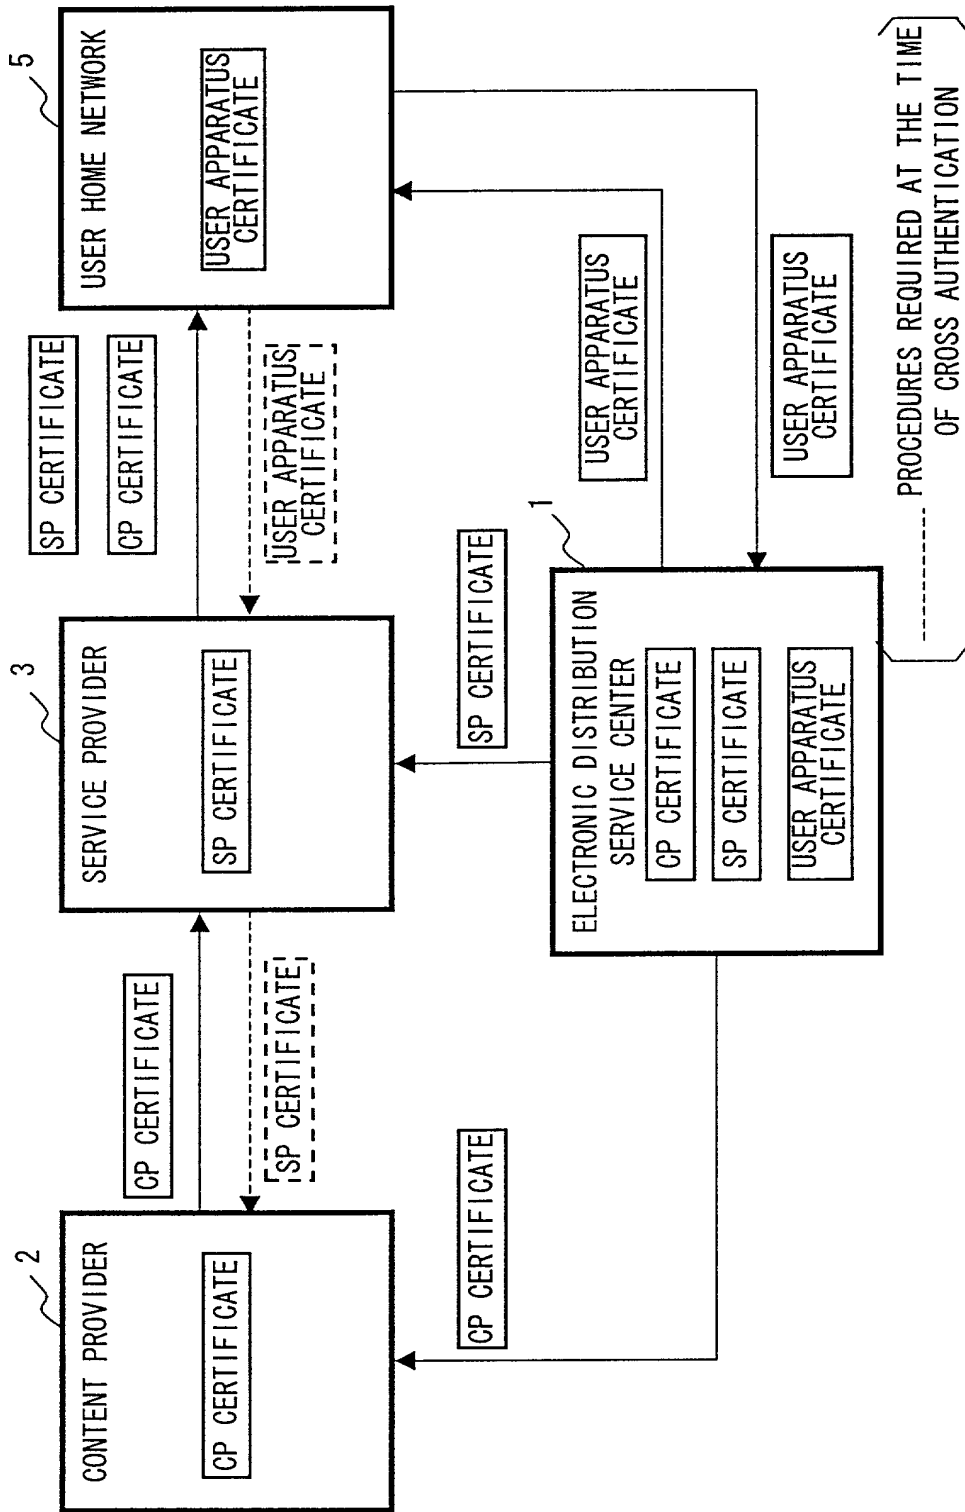 2
CONTENT PROVIDER
CP CERTIFICATE
CP CERTIFICATE
SP CERTIFICATE
3
SERVICE PROVIDER
SP CERTIFICATE
SP CERTIFICATE
CP CERTIFICATE
USER APPARATUS
CERTIFICATE
5
USER HOME NETWORK
USER APPARATUS
CERTIFICATE
CP CERTIFICATE
SP CERTIFICATE
1
ELECTRONIC DISTRIBUTION
SERVICE CENTER
CP CERTIFICATE
SP CERTIFICATE
USER APPARATUS
CERTIFICATE
USER APPARATUS
CERTIFICATE
USER APPARATUS
CERTIFICATE
PROCEDURES REQUIRED AT THE TIME
OF CROSS AUTHENTICATION